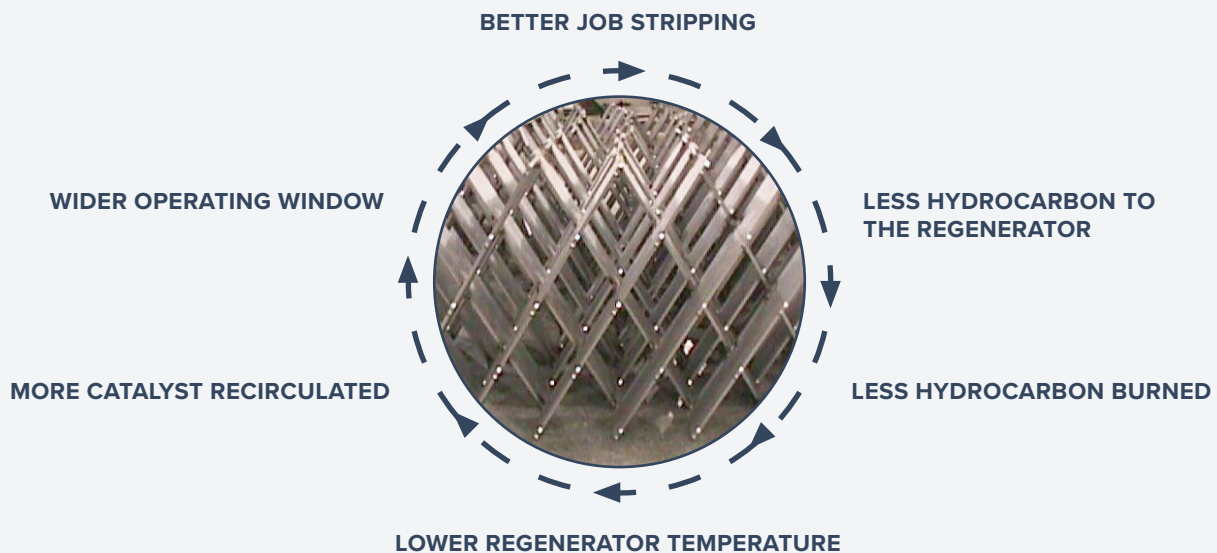 BETTER JOB STRIPPING
WIDER OPERATING WINDOW
LESS HYDROCARBON TO
THE REGENERATOR
MORE CATALYST RECIRCULATED
LESS HYDROCARBON BURNED
LOWER REGENERATOR TEMPERATURE